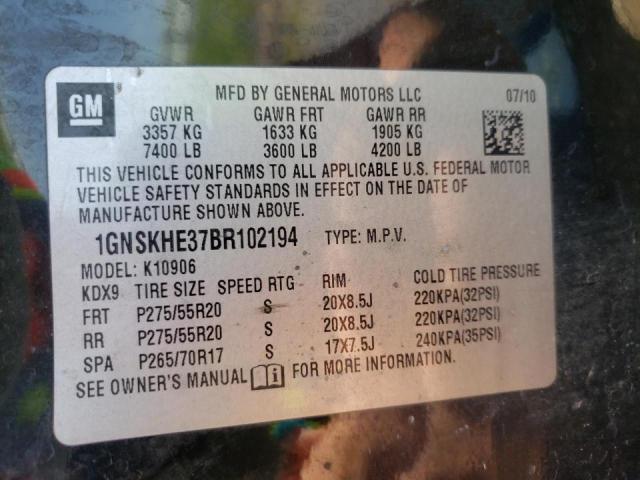 GM
MFD BY GENERAL MOTORS LLC 07/10
GVWR GAWR FRT GAWR RR
3357 KG 1633 KG 1905 KG
7400 LB 3600 LB 4200 LB
THIS VEHICLE CONFORMS TO ALL APPLICABLE U.S. FEDERAL MOTOR
VEHICLE SAFETY STANDARDS IN EFFECT ON THE DATE OF
MANUFACTURE SHOWN ABOVE.
1GNSKHE37BR102194 TYPE: M.P.V.
MODEL: K10906
KDX9 TIRE SIZE SPEED RTG RIM COLD TIRE PRESSURE
FRT P275/55R20 S 20X8.5J 220KPA(32PSI)
RR P275/55R20 S 20X8.5J 220KPA(32PSI)
SPA P265/70R17 S 17X7.5J 240KPA(35PSI)
SEE OWNER'S MANUAL FOR MORE INFORMATION.